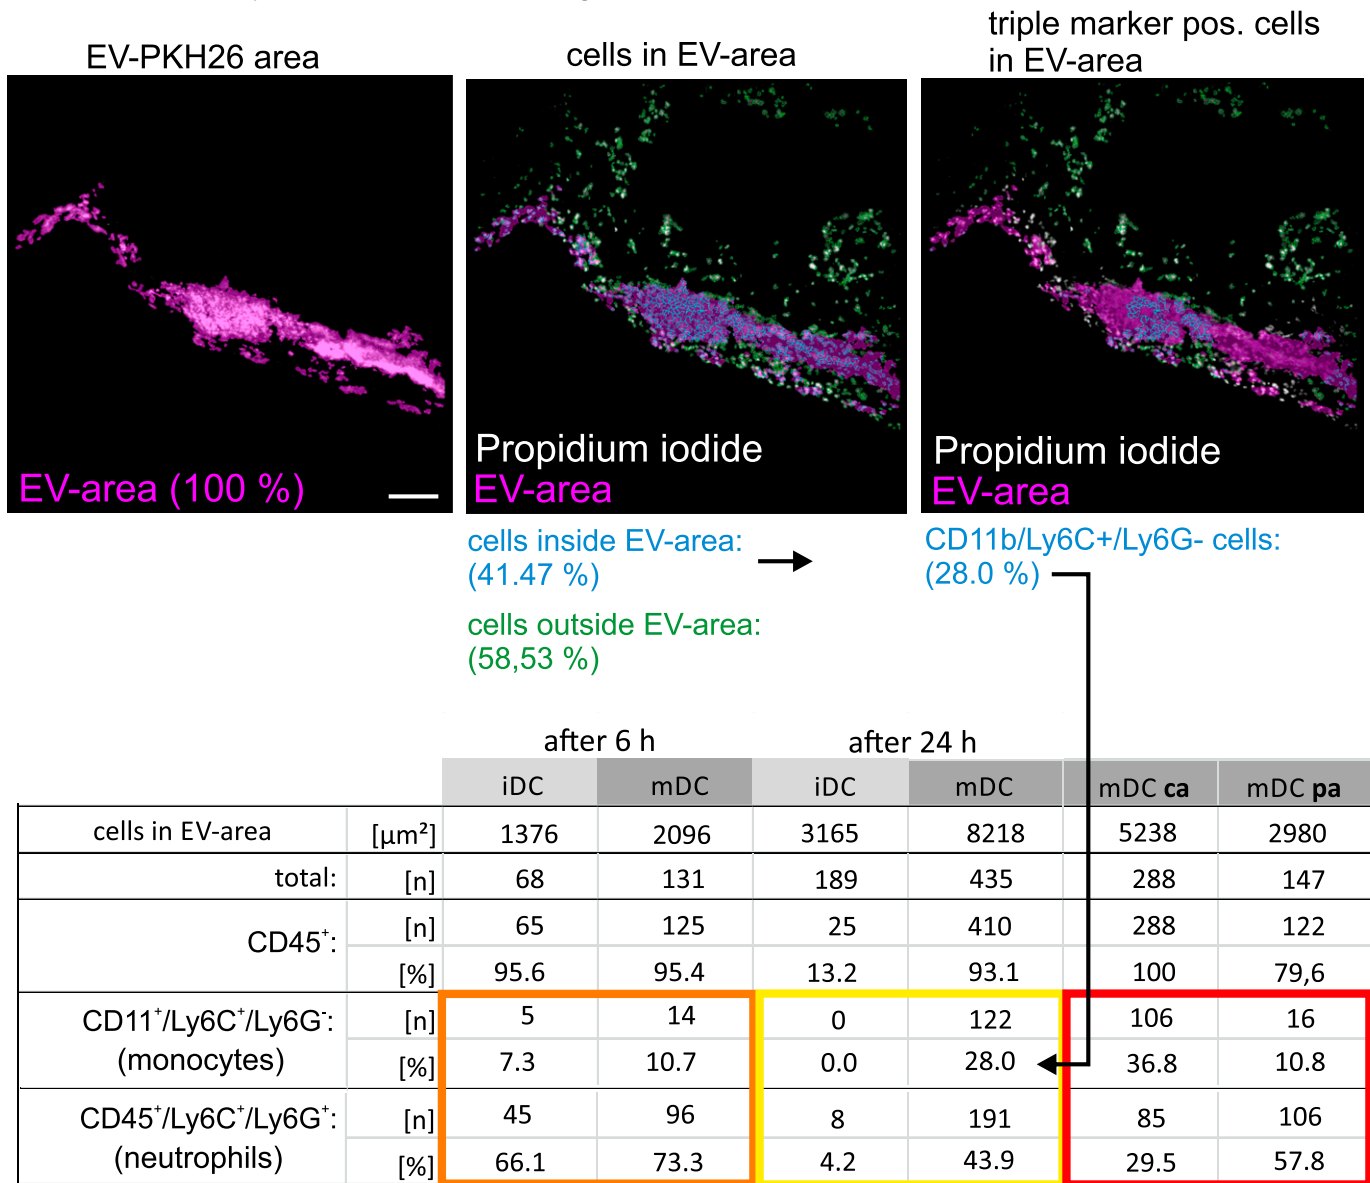 EV-PKH26 area
cells in EV-area
triple marker pos. cells
in EV-area
EV-area (100 %)
Propidium iodide
EV-area
Propidium iodide
EV-area
cells inside EV-area:
(41.47 %)
cells outside EV-area:
(58,53 %)
CD11b/Ly6C+/Ly6G- cells:
(28.0 %)
after 6 h after 24 h
iDC mDC iDC mDC mDC ca mDC pa
cells in EV-area [µm²] 1376 2096 3165 8218 5238 2980
total: [n] 68 131 189 435 288 147
CD45⁺: [n] 65 125 25 410 288 122
[%] 95.6 95.4 13.2 93.1 100 79,6
CD11⁺/Ly6C⁺/Ly6G⁻: [n] 5 14 0 122 106 16
(monocytes) [%] 7.3 10.7 0.0 28.0 36.8 10.8
CD45⁺/Ly6C⁺/Ly6G⁺: [n] 45 96 8 191 85 106
(neutrophils) [%] 66.1 73.3 4.2 43.9 29.5 57.8